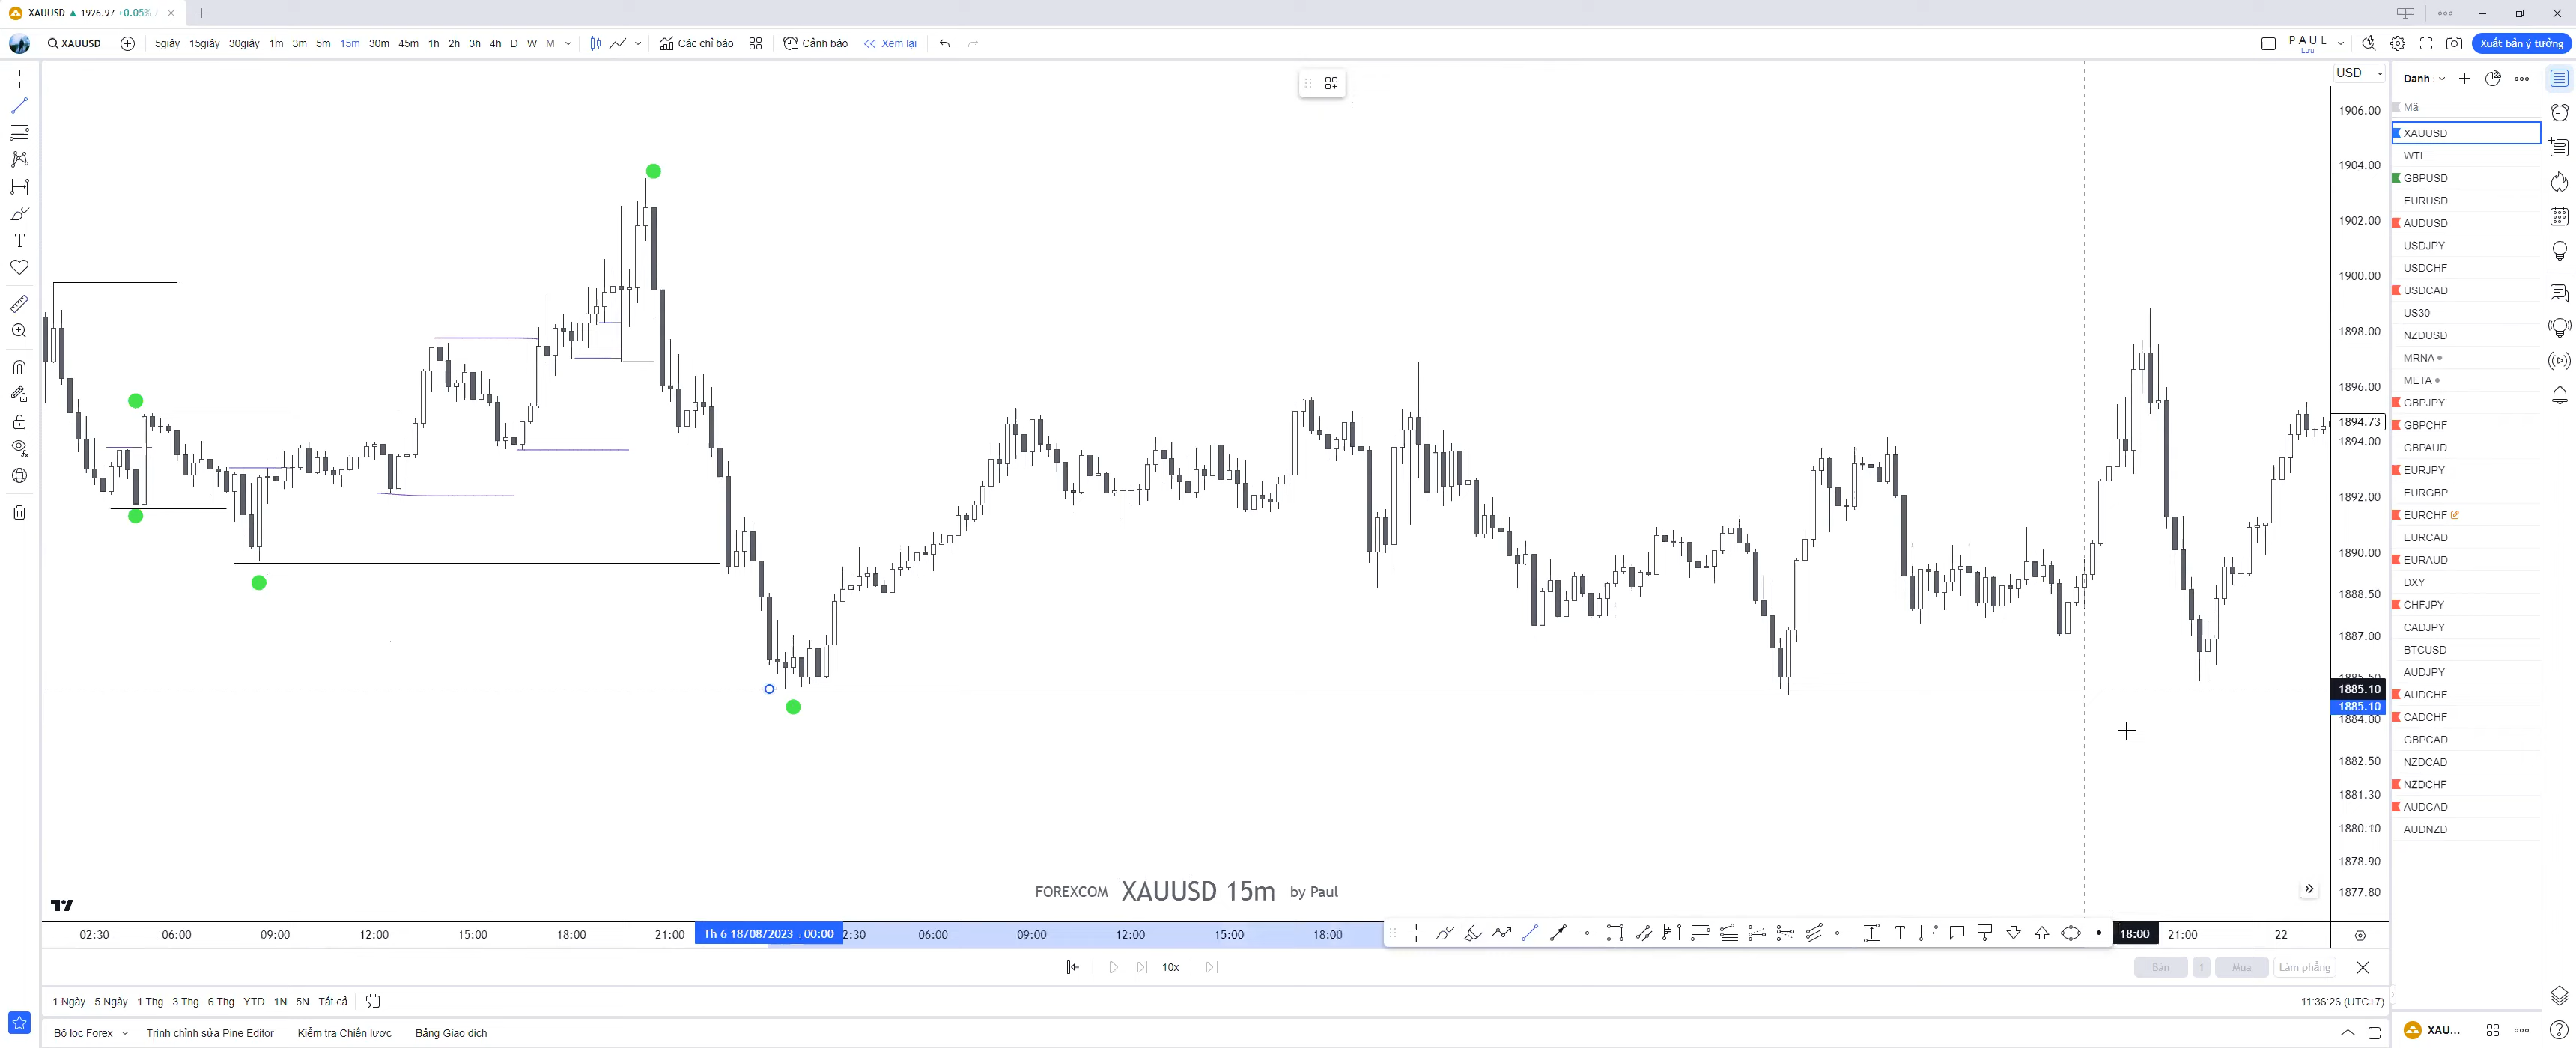 XAUUSD ▲ 1926.97 +0.05% /
XAUUSD 5giây 15giây 30giây 1m 3m 5m 15m 30m 45m 1h 2h 3h 4h D W M Các chỉ báo Cảnh báo Xem lại PAUL Lưu Xuất bản ý tưởng
USD
1906.00
1904.00
1902.00
1900.00
1898.00
1896.00
1894.73
1894.00
1892.00
1890.00
1888.50
1887.00
1885.10
1885.10
1884.00
1882.50
1881.30
1880.10
1878.90
1877.80
Danh
Mã
XAUUSD
WTI
GBPUSD
EURUSD
AUDUSD
USDJPY
USDCHF
USDCAD
US30
NZDUSD
MRNA
META
GBPJPY
GBPCHF
GBPAUD
EURJPY
EURGBP
EURCHF
EURCAD
EURAUD
DXY
CHFJPY
CADJPY
BTCUSD
AUDJPY
AUDCHF
CADCHF
GBPCAD
NZDCAD
NZDCHF
AUDCAD
AUDNZD
FOREXCOM XAUUSD 15m by Paul
02:30 06:00 09:00 12:00 15:00 18:00 21:00 Th 6 18/08/2023 00:00 2:30 06:00 09:00 12:00 15:00 18:00 18:00 21:00 22
10x Bán 1 Mua Làm phẳng
1 Ngày 5 Ngày 1 Thg 3 Thg 6 Thg YTD 1N 5N Tất cả 11:36:26 (UTC+7)
Bộ lọc Forex Trình chỉnh sửa Pine Editor Kiểm tra Chiến lược Bảng Giao dịch XAU...